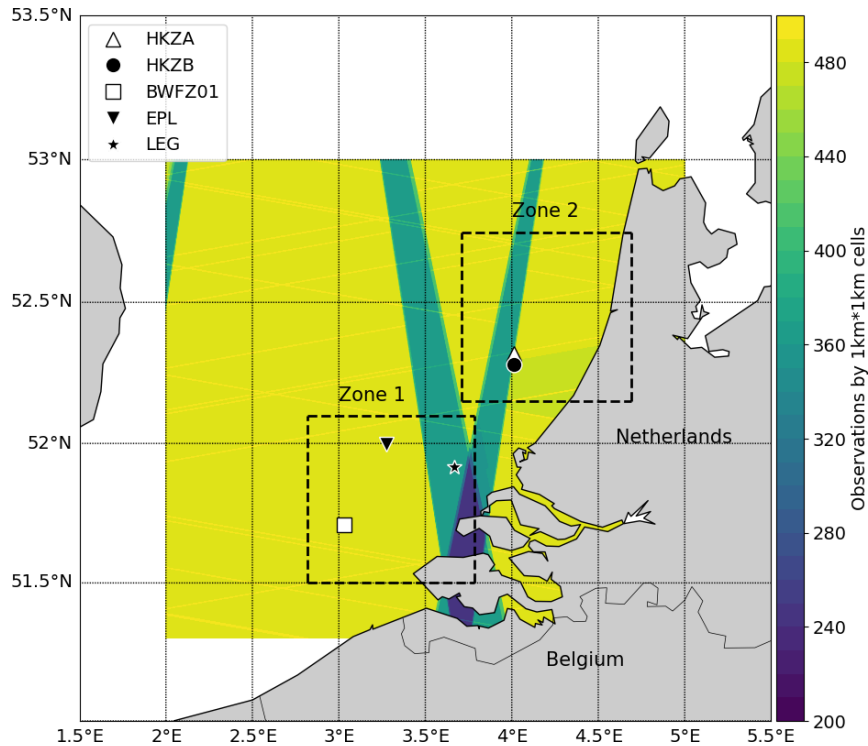 53.5°N
53°N
52.5°N
52°N
51.5°N
51°N
1.5°E
2°E
2.5°E
3°E
3.5°E
4°E
4.5°E
5°E
5.5°E
HKZA
HKZB
BWFZ01
EPL
LEG
Zone 2
Zone 1
Netherlands
Belgium
480
440
400
360
320
280
240
200
Observations by 1km*1km cells